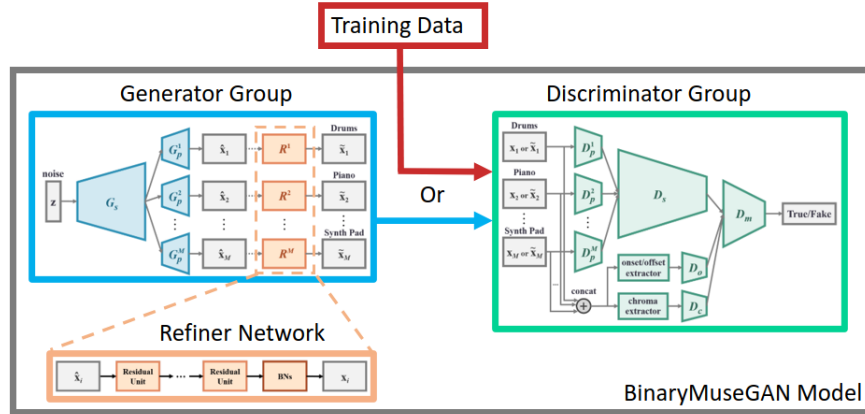 Training Data
Generator Group
Discriminator Group
noise
z
G_s
G_p^1
G_p^2
⋮
G_p^M
x̂_1
x̂_2
⋮
x̂_M
R^1
R^2
⋮
R^M
Drums
x̃_1
Piano
x̃_2
⋮
Synth Pad
x̃_M
Or
Drums
x_1 or x̃_1
Piano
x_2 or x̃_2
⋮
Synth Pad
x_M or x̃_M
D_p^1
D_p^2
⋮
D_p^M
D_s
D_m
True/Fake
...
concat
+
onset/offset
extractor
D_o
chroma
extractor
D_c
Refiner Network
x̂_i
Residual
Unit
...
Residual
Unit
BNs
x_i
BinaryMuseGAN Model